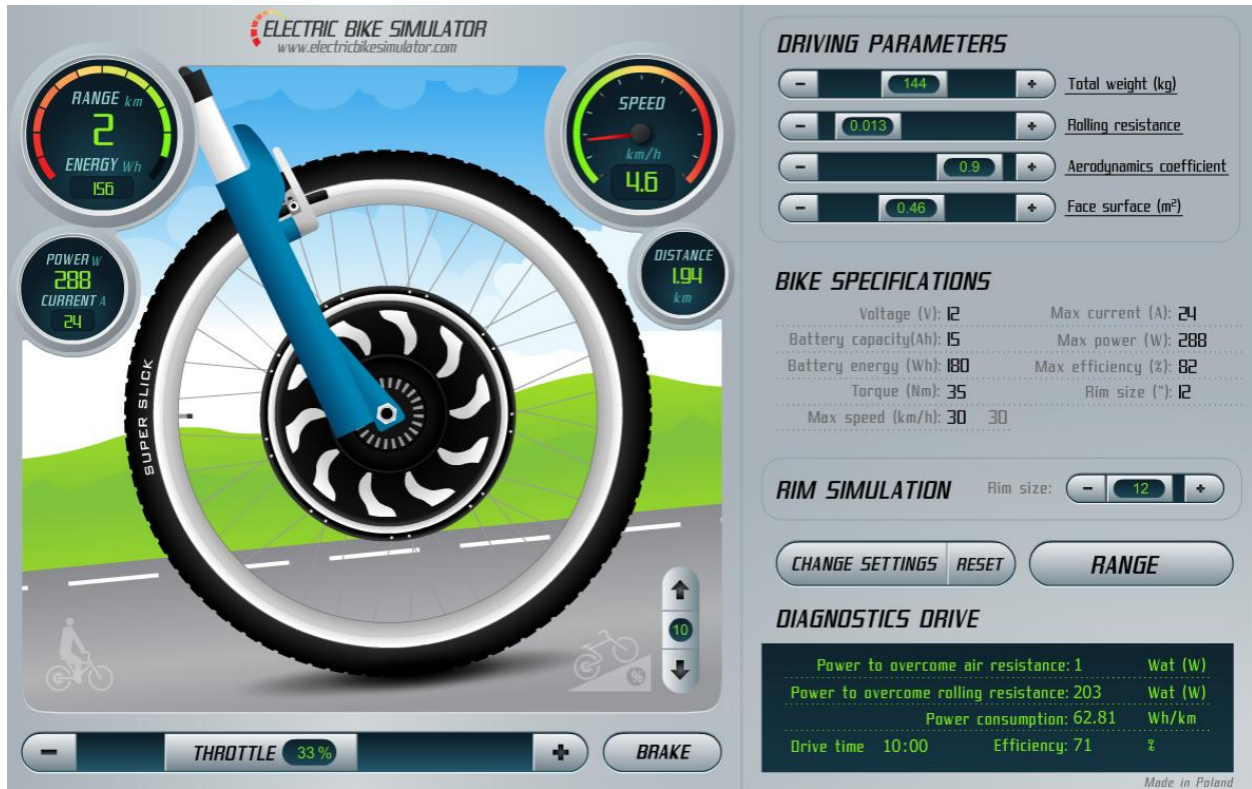 ELECTRIC BIKE SIMULATOR
www.electricbikesimulator.com
RANGE km
2
ENERGY Wh
156
SPEED
km/h
4.6
POWER W
288
CURRENT A
24
DISTANCE
1.94
km
SUPER SLICK
10
%
- THROTTLE 33% +
BRAKE
DRIVING PARAMETERS
- 144 + Total weight (kg)
- 0.013 + Rolling resistance
- 0.9 + Aerodynamics coefficient
- 0.46 + Face surface (m²)
BIKE SPECIFICATIONS
Voltage (V): 12 Max current (A): 24
Battery capacity(Ah): 15 Max power (W): 288
Battery energy (Wh): 180 Max efficiency (%): 82
Torque (Nm): 35 Rim size ("): 12
Max speed (km/h): 30 30
RIM SIMULATION Rim size: - 12 +
CHANGE SETTINGS RESET RANGE
DIAGNOSTICS DRIVE
Power to overcome air resistance: 1 Wat (W)
Power to overcome rolling resistance: 203 Wat (W)
Power consumption: 62.81 Wh/km
Drive time 10:00 Efficiency: 71 %
Made in Poland